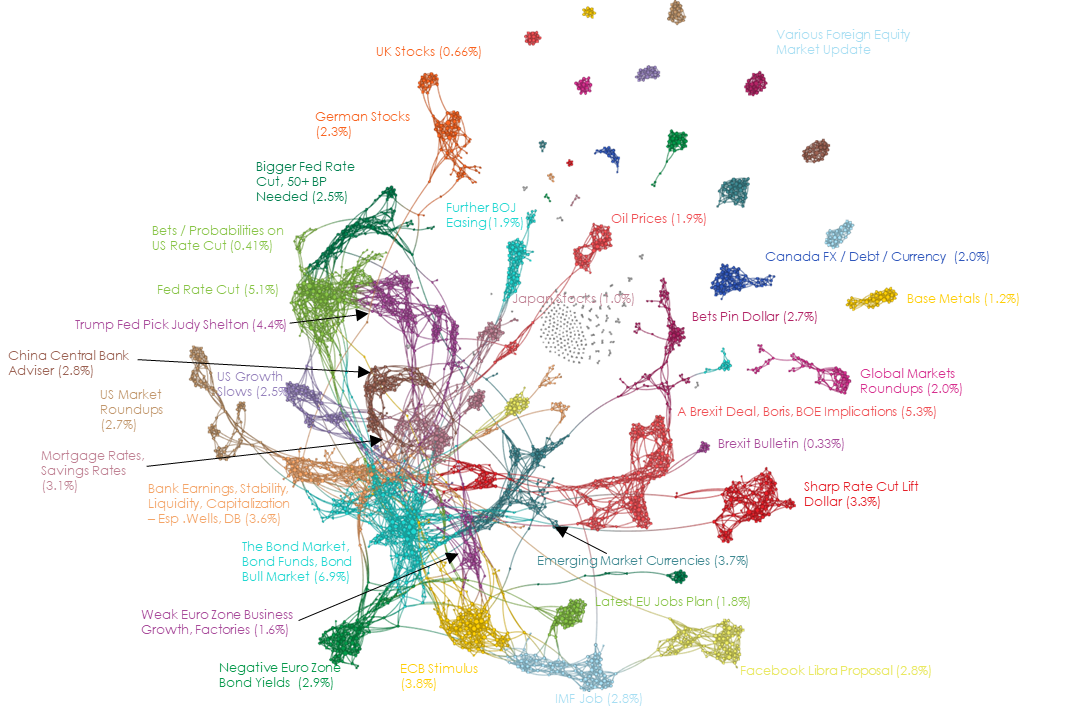 Various Foreign Equity
Market Update
UK Stocks (0.66%)
German Stocks
(2.3%)
Bigger Fed Rate
Cut, 50+ BP
Needed (2.5%)
Further BOJ
Easing(1.9%)
Oil Prices (1.9%)
Bets / Probabilities on
US Rate Cut (0.41%)
Canada FX / Debt / Currency (2.0%)
Fed Rate Cut (5.1%)
Japan Stocks (1.0%)
Base Metals (1.2%)
Trump Fed Pick Judy Shelton (4.4%)
Bets Pin Dollar (2.7%)
China Central Bank
Adviser (2.8%)
US Growth
Slows (2.5%
Global Markets
Roundups (2.0%)
US Market
Roundups
(2.7%)
A Brexit Deal, Boris, BOE Implications (5.3%)
Brexit Bulletin (0.33%)
Mortgage Rates,
Savings Rates
(3.1%)
Bank Earnings, Stability,
Liquidity, Capitalization
– Esp .Wells, DB (3.6%)
Sharp Rate Cut Lift
Dollar (3.3%)
The Bond Market,
Bond Funds, Bond
Bull Market (6.9%)
Emerging Market Currencies (3.7%)
Latest EU Jobs Plan (1.8%)
Weak Euro Zone Business
Growth, Factories (1.6%)
Negative Euro Zone
Bond Yields (2.9%)
ECB Stimulus
(3.8%)
Facebook Libra Proposal (2.8%)
IMF Job (2.8%)